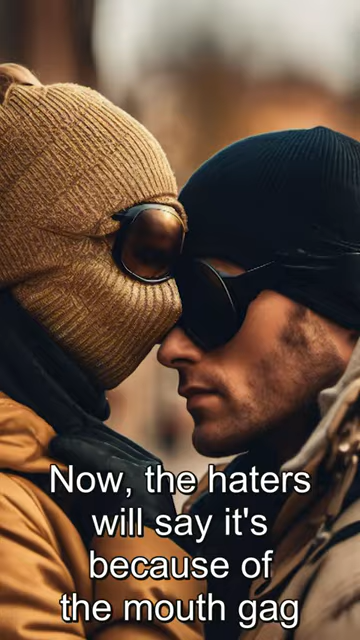 Now, the haters
will say it's
because of
the mouth gag